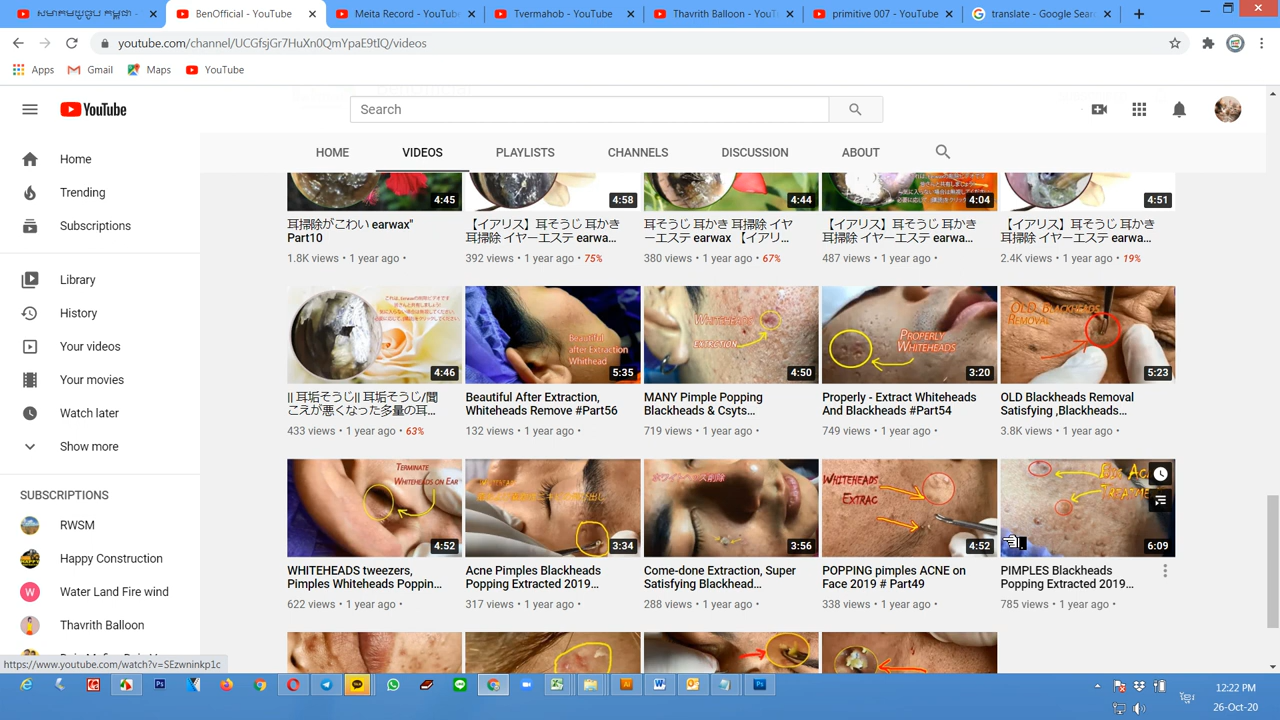 BenOfficial - YouTube
Meita Record - YouTube
Tvermahob - YouTube
Thavrith Balloon - YouT
primitive 007 - YouTube
translate - Google Sear
youtube.com/channel/UCGfsjGr7HuXn0QmYpaE9tIQ/videos
Apps
Gmail
Maps
YouTube
YouTube
Search
HOME
VIDEOS
PLAYLISTS
CHANNELS
DISCUSSION
ABOUT
Home
Trending
Subscriptions
Library
History
Your videos
Your movies
Watch later
Show more
SUBSCRIPTIONS
RWSM
Happy Construction
Water Land Fire wind
Thavrith Balloon
4:45
4:58
4:44
4:04
4:51
耳掃除がこわい earwax"
Part10
1.8K views • 1 year ago •
【イアリス】耳そうじ 耳かき
耳掃除 イヤーエステ earwa...
392 views • 1 year ago • 75%
耳そうじ 耳かき 耳掃除 イヤ
ーエステ earwax 【イアリ...
380 views • 1 year ago • 67%
【イアリス】耳そうじ 耳かき
耳掃除 イヤーエステ earwa...
487 views • 1 year ago •
【イアリス】耳そうじ 耳かき
耳掃除 イヤーエステ earwa...
2.4K views • 1 year ago • 19%
4:46
Beautiful
after Extraction
Whitehead
5:35
WHITEHEAD
EXTRCTION
4:50
PROPERLY
WHITEHEADS
3:20
OLD BLACKHEADS
REMOVAL
5:23
|| 耳垢そうじ|| 耳垢そうじ/聞
こえが悪くなった多量の耳...
433 views • 1 year ago • 63%
Beautiful After Extraction,
Whiteheads Remove #Part56
132 views • 1 year ago •
MANY Pimple Popping
Blackheads & Csyts...
719 views • 1 year ago •
Properly - Extract Whiteheads
And Blackheads #Part54
749 views • 1 year ago •
OLD Blackheads Removal
Satisfying ,Blackheads...
3.8K views • 1 year ago •
TERMINATE
WHITEHEADS ON EAR
4:52
3:34
ホワイトヘッズ削除
3:56
WHITEHEADS
EXTRAC
4:52
6:09
WHITEHEADS tweezers,
Pimples Whiteheads Poppin...
622 views • 1 year ago •
Acne Pimples Blackheads
Popping Extracted 2019...
317 views • 1 year ago •
Come-done Extraction, Super
Satisfying Blackhead...
288 views • 1 year ago •
POPPING pimples ACNE on
Face 2019 # Part49
338 views • 1 year ago •
PIMPLES Blackheads
Popping Extracted 2019...
785 views • 1 year ago •
https://www.youtube.com/watch?v=SEzwninkp1c
12:22 PM
26-Oct-20